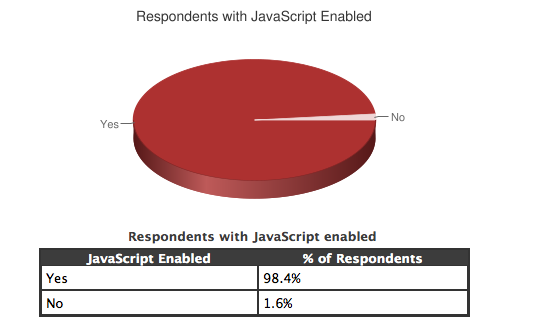 Respondents with JavaScript Enabled
Yes
No
Respondents with JavaScript enabled
JavaScript Enabled % of Respondents
Yes 98.4%
No 1.6%